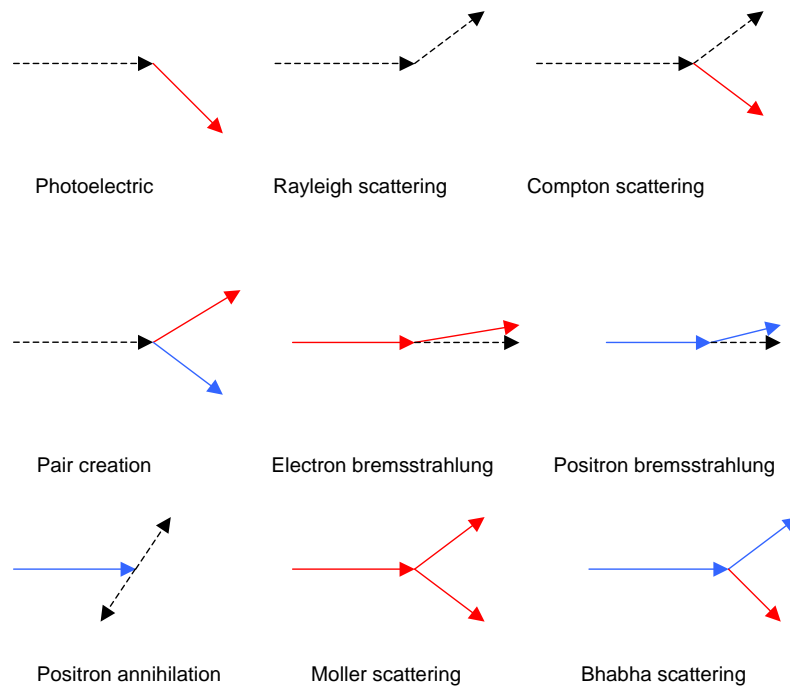 Photoelectric
Rayleigh scattering
Compton scattering
Pair creation
Electron bremsstrahlung
Positron bremsstrahlung
Positron annihilation
Moller scattering
Bhabha scattering